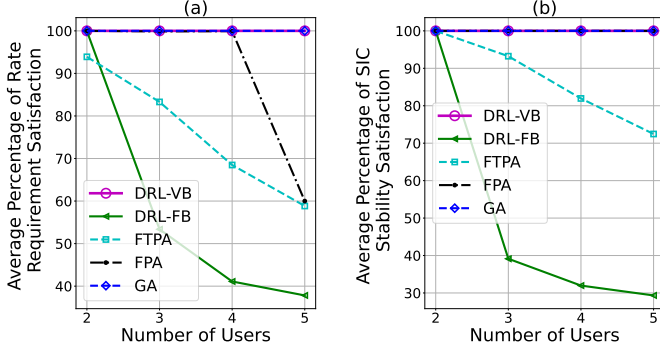 (a)
Average Percentage of Rate
Requirement Satisfaction
100
90
80
70
60
50
40
DRL-VB
DRL-FB
FTPA
FPA
GA
2 3 4 5
Number of Users
(b)
Average Percentage of SIC
Stability Satisfaction
100
90
80
70
60
50
40
30
DRL-VB
DRL-FB
FTPA
FPA
GA
2 3 4 5
Number of Users